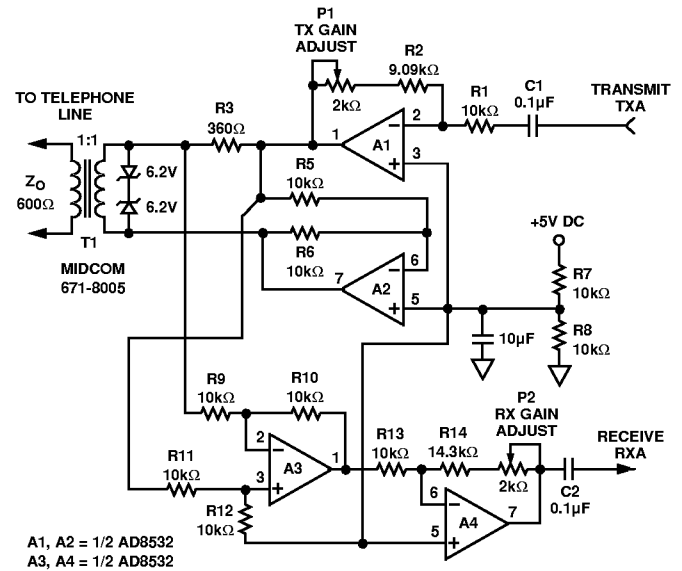 P1
TX GAIN
ADJUST
2kΩ
R2
9.09kΩ
R1
10kΩ
C1
0.1µF
TRANSMIT
TXA
TO TELEPHONE
LINE
1:1
R3
360Ω
6.2V
6.2V
ZO
600Ω
T1
MIDCOM
671-8005
1
2
3
A1
R5
10kΩ
R6
10kΩ
7
6
5
A2
+5V DC
R7
10kΩ
R8
10kΩ
10µF
R9
10kΩ
R10
10kΩ
R11
10kΩ
R12
10kΩ
2
3
1
A3
R13
10kΩ
R14
14.3kΩ
P2
RX GAIN
ADJUST
2kΩ
6
5
7
A4
C2
0.1µF
RECEIVE
RXA
A1, A2 = 1/2 AD8532
A3, A4 = 1/2 AD8532